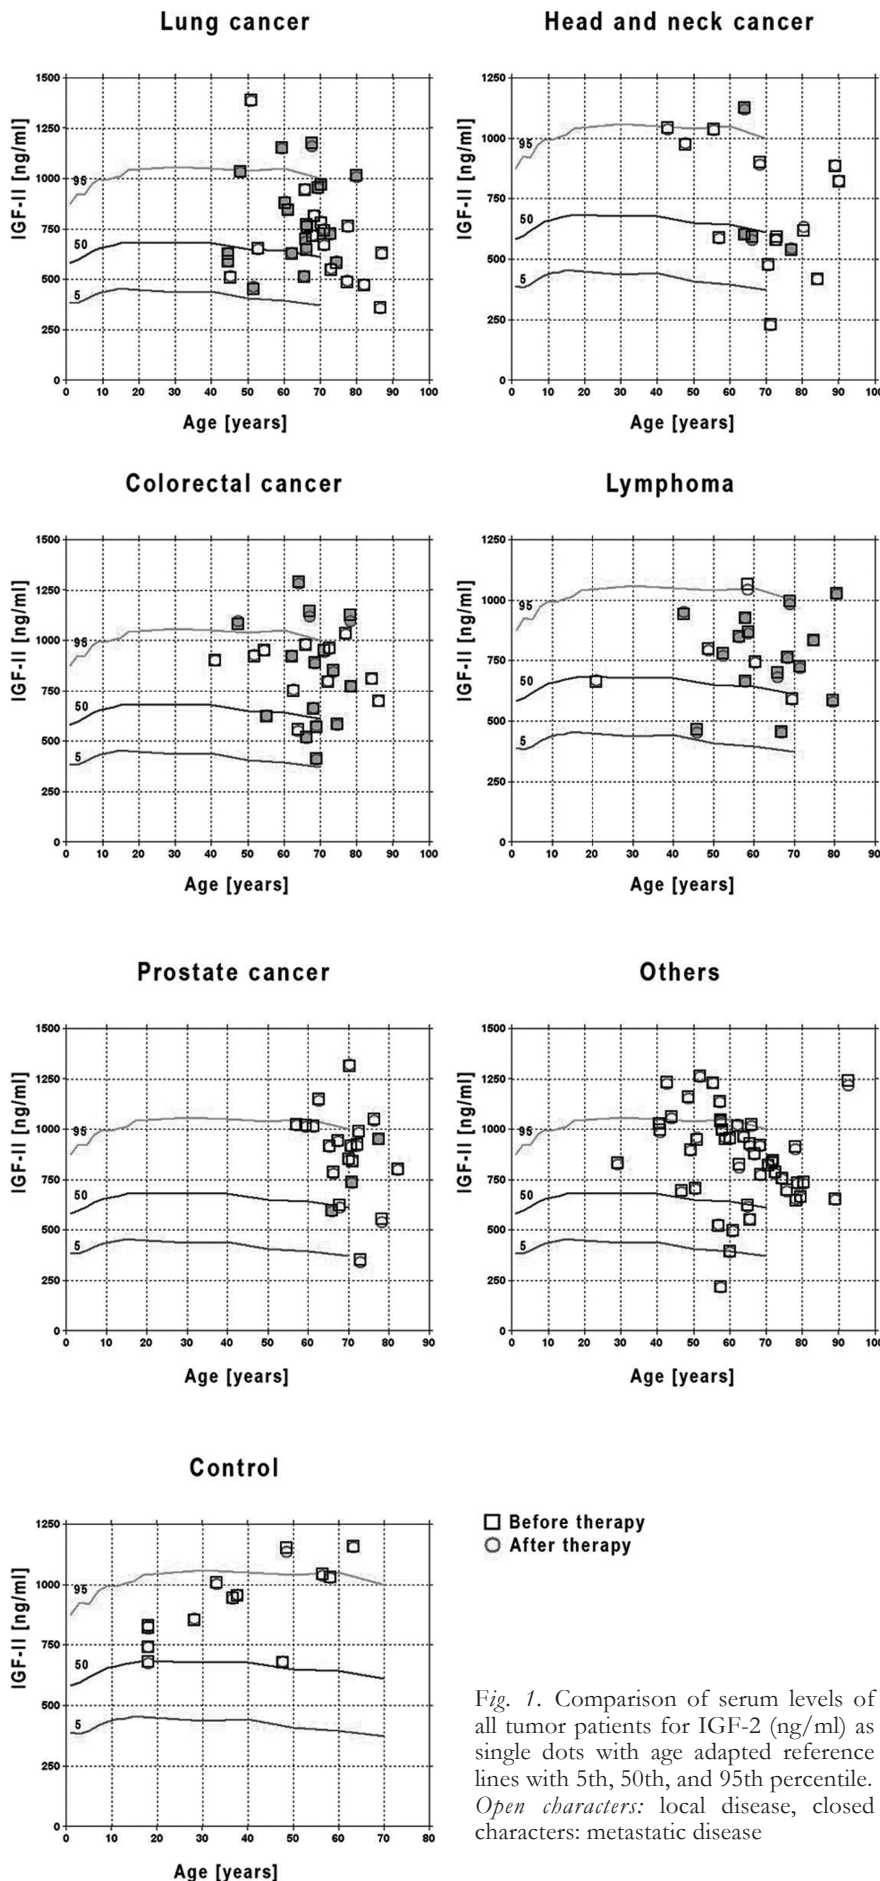 Lung cancer
IGF-II [ng/ml]
1500
1250
1000
750
500
250
0
95
50
5
0 10 20 30 40 50 60 70 80 90 100
Age [years]
Head and neck cancer
IGF-II [ng/ml]
1250
1000
750
500
250
0
95
50
5
0 10 20 30 40 50 60 70 80 90 100
Age [years]
Colorectal cancer
IGF-II [ng/ml]
1500
1250
1000
750
500
250
0
95
50
5
0 10 20 30 40 50 60 70 80 90 100
Age [years]
Lymphoma
IGF-II [ng/ml]
1250
1000
750
500
250
0
95
50
5
0 10 20 30 40 50 60 70 80 90
Age [years]
Prostate cancer
IGF-II [ng/ml]
1500
1250
1000
750
500
250
0
95
50
5
0 10 20 30 40 50 60 70 80 90
Age [years]
Others
IGF-II [ng/ml]
1500
1250
1000
750
500
250
0
95
50
5
0 10 20 30 40 50 60 70 80 90 100
Age [years]
Control
IGF-II [ng/ml]
1250
1000
750
500
250
0
95
50
5
0 10 20 30 40 50 60 70 80
Age [years]
Before therapy
After therapy
Fig. 1. Comparison of serum levels of
all tumor patients for IGF-2 (ng/ml) as
single dots with age adapted reference
lines with 5th, 50th, and 95th percentile.
Open characters: local disease, closed
characters: metastatic disease